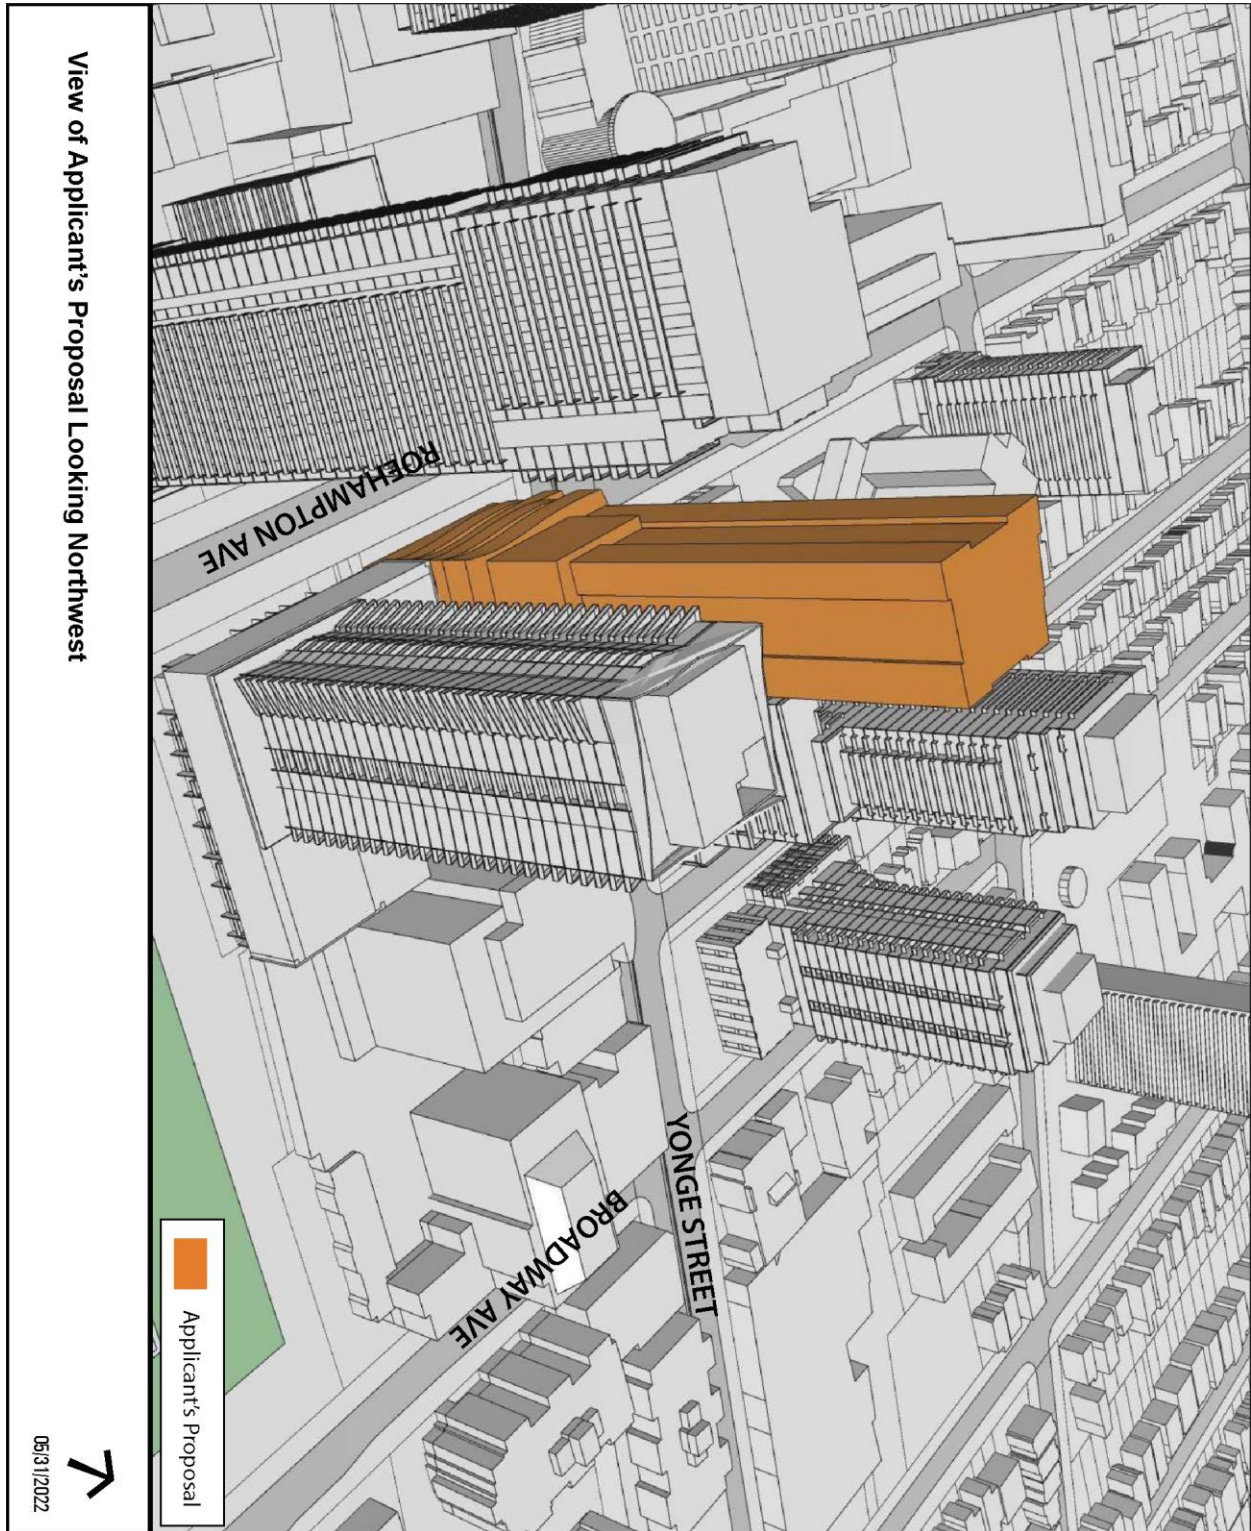 ROEHAMPTON AVE
YONGE STREET
BROADWAY AVE
Applicant's Proposal
View of Applicant's Proposal Looking Northwest
05/31/2022